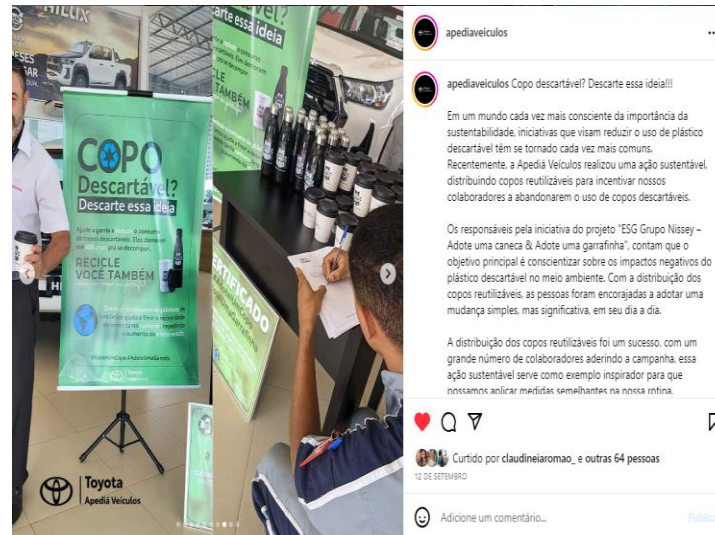 HILUX
COPO
Descartável?
Descarte essa ideia
RECICLE
VOCÊ TAMBÉM
Toyota
Apediá Veículos
Descarte essa ideia
RECICLE
TAMBÉM
CERTIFICADO
apediaveiculos
apediaveiculos Copo descartável? Descarte essa ideia!!!
Em um mundo cada vez mais consciente da importância da
sustentabilidade, iniciativas que visam reduzir o uso de plástico
descartável têm se tornado cada vez mais comuns.
Recentemente, a Apediá Veículos realizou uma ação sustentável,
distribuindo copos reutilizáveis para incentivar nossos
colaboradores a abandonarem o uso de copos descartáveis.
Os responsáveis pela iniciativa do projeto "ESG Grupo Nissey –
Adote uma caneca & Adote uma garrafinha", contam que o
objetivo principal é conscientizar sobre os impactos negativos do
plástico descartável no meio ambiente. Com a distribuição dos
copos reutilizáveis, as pessoas foram encorajadas a adotar uma
mudança simples, mas significativa, em seu dia a dia.
A distribuição dos copos reutilizáveis foi um sucesso, com um
grande número de colaboradores aderindo a campanha, essa
ação sustentável serve como exemplo inspirador para que
possamos aplicar medidas semelhantes na nossa rotina.
Curtido por claudineiaromao_ e outras 64 pessoas
12 DE SETEMBRO
Adicione um comentário...